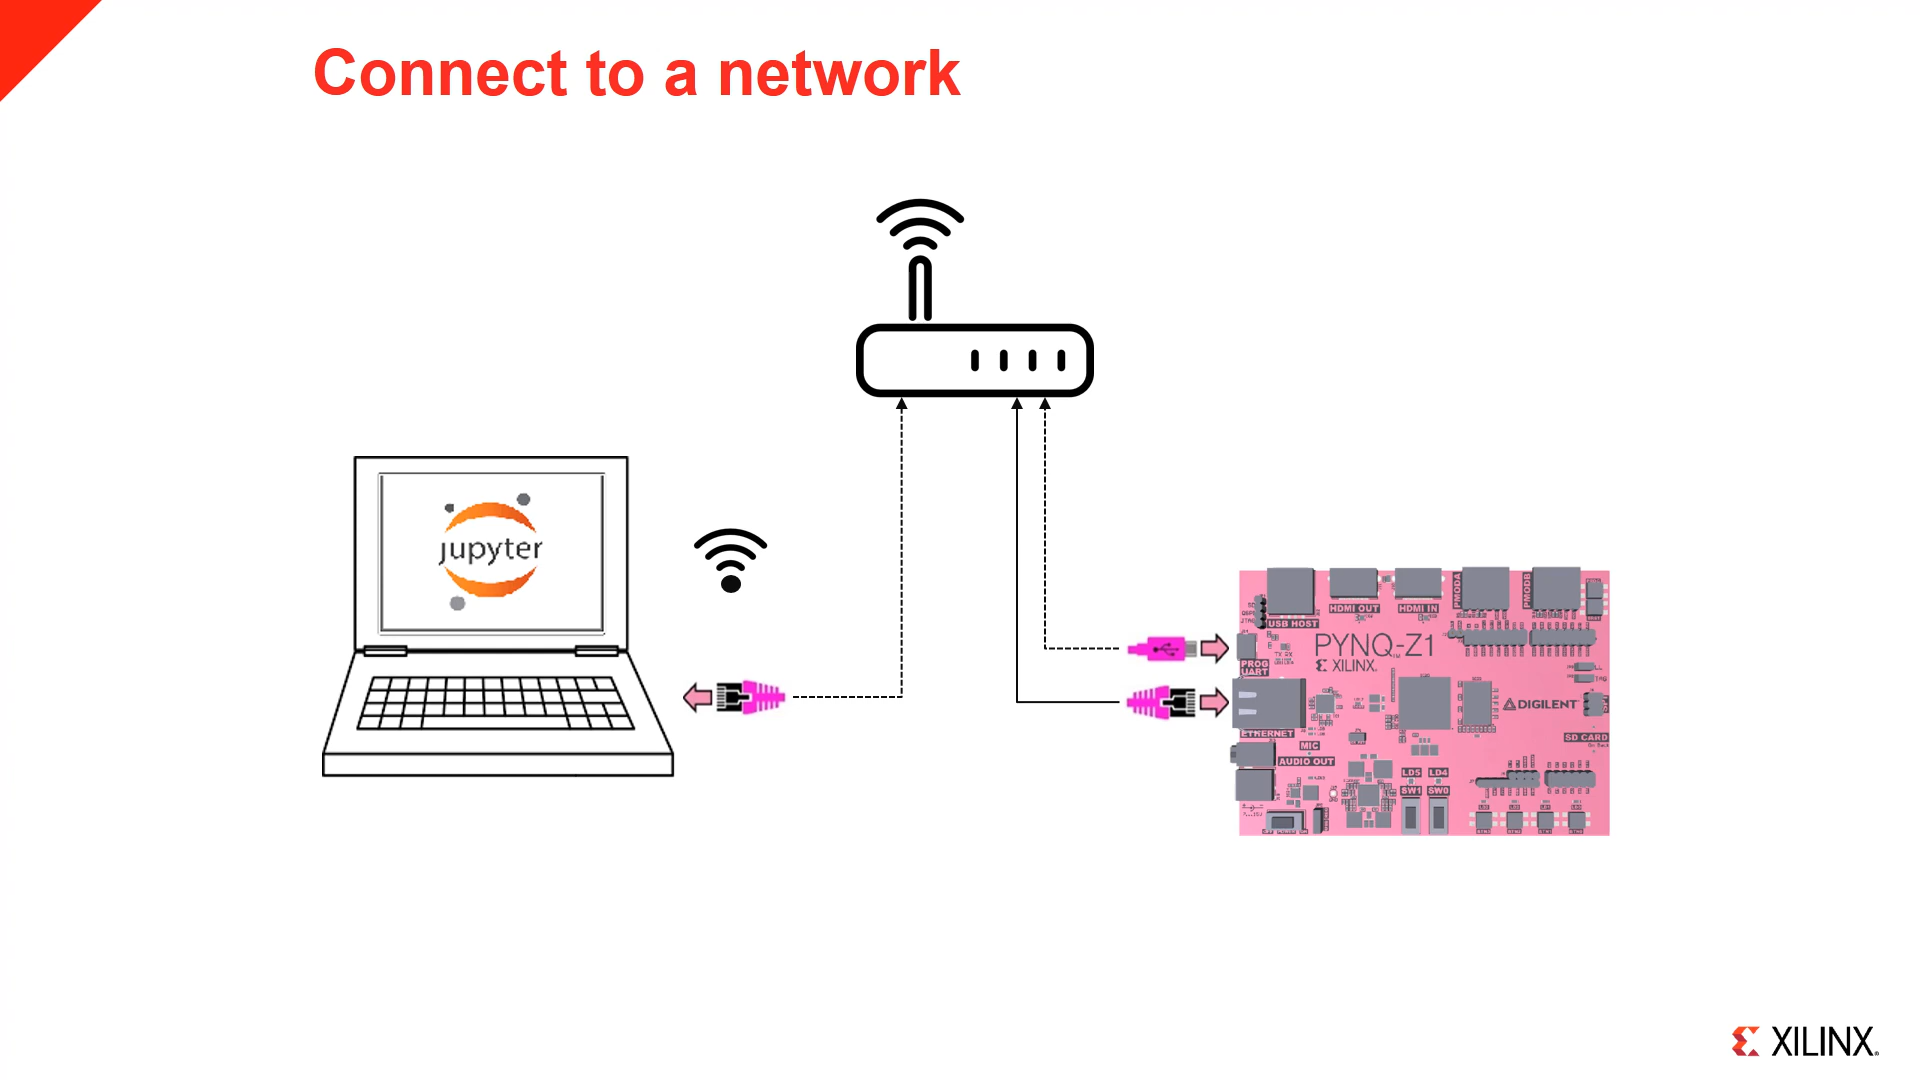 Connect to a network
jupyter
HDMI OUT
HDMI IN
PMODA
PMODB
USB HOST
JTAG
PYNQ-Z1
XILINX
PROG
UART
DIGILENT
ETHERNET
SD CARD
MIC
AUDIO OUT
LD5
LD4
SW1
SW0
XILINX